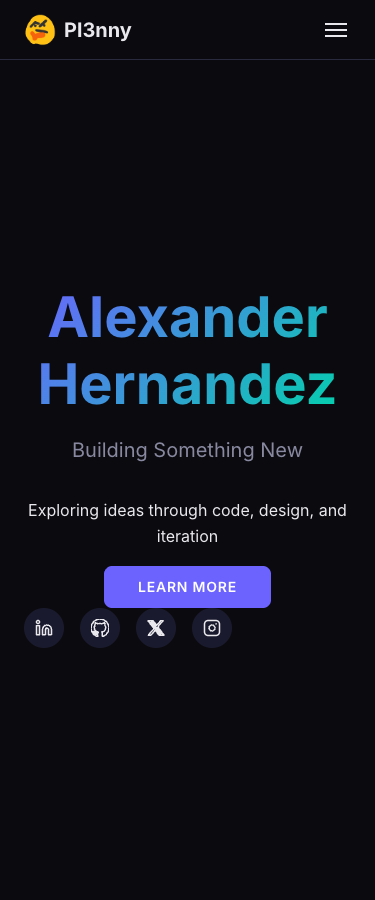 Pl3nny
Alexander
Hernandez
Building Something New
Exploring ideas through code, design, and
iteration
LEARN MORE